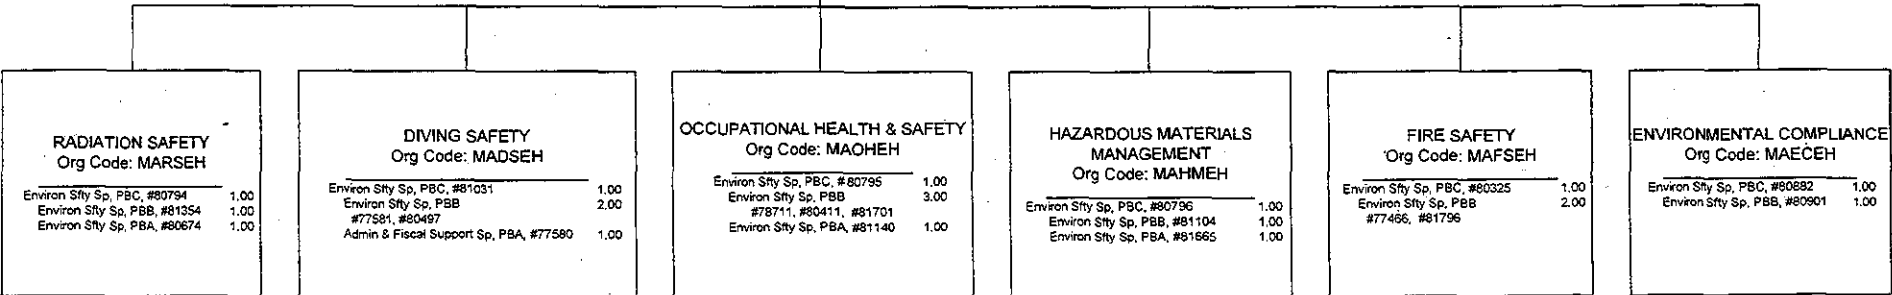 RADIATION SAFETY
Org Code: MARSEH
Environ Sfty Sp, PBC, #80794 1.00
Environ Sfty Sp, PBB, #81354 1.00
Environ Sfty Sp, PBA, #80674 1.00
DIVING SAFETY
Org Code: MADSEH
Environ Sfty Sp, PBC, #81031 1.00
Environ Sfty Sp, PBB 2.00
#77581, #80497
Admin & Fiscal Support Sp, PBA, #77580 1.00
OCCUPATIONAL HEALTH & SAFETY
Org Code: MAOHEH
Environ Sfty Sp, PBC, #80795 1.00
Environ Sfty Sp, PBB 3.00
#78711, #80411, #81701
Environ Sfty Sp, PBA, #81140 1.00
HAZARDOUS MATERIALS
MANAGEMENT
Org Code: MAHMEH
Environ Sfty Sp, PBC, #80796 1.00
Environ Sfty Sp, PBB, #81104 1.00
Environ Sfty Sp, PBA, #81665 1.00
FIRE SAFETY
Org Code: MAFSEH
Environ Sfty Sp, PBC, #80325 1.00
Environ Sfty Sp, PBB 2.00
#77466, #81796
ENVIRONMENTAL COMPLIANCE
Org Code: MAECEH
Environ Sfty Sp, PBC, #80882 1.00
Environ Sfty Sp, PBB, #80901 1.00